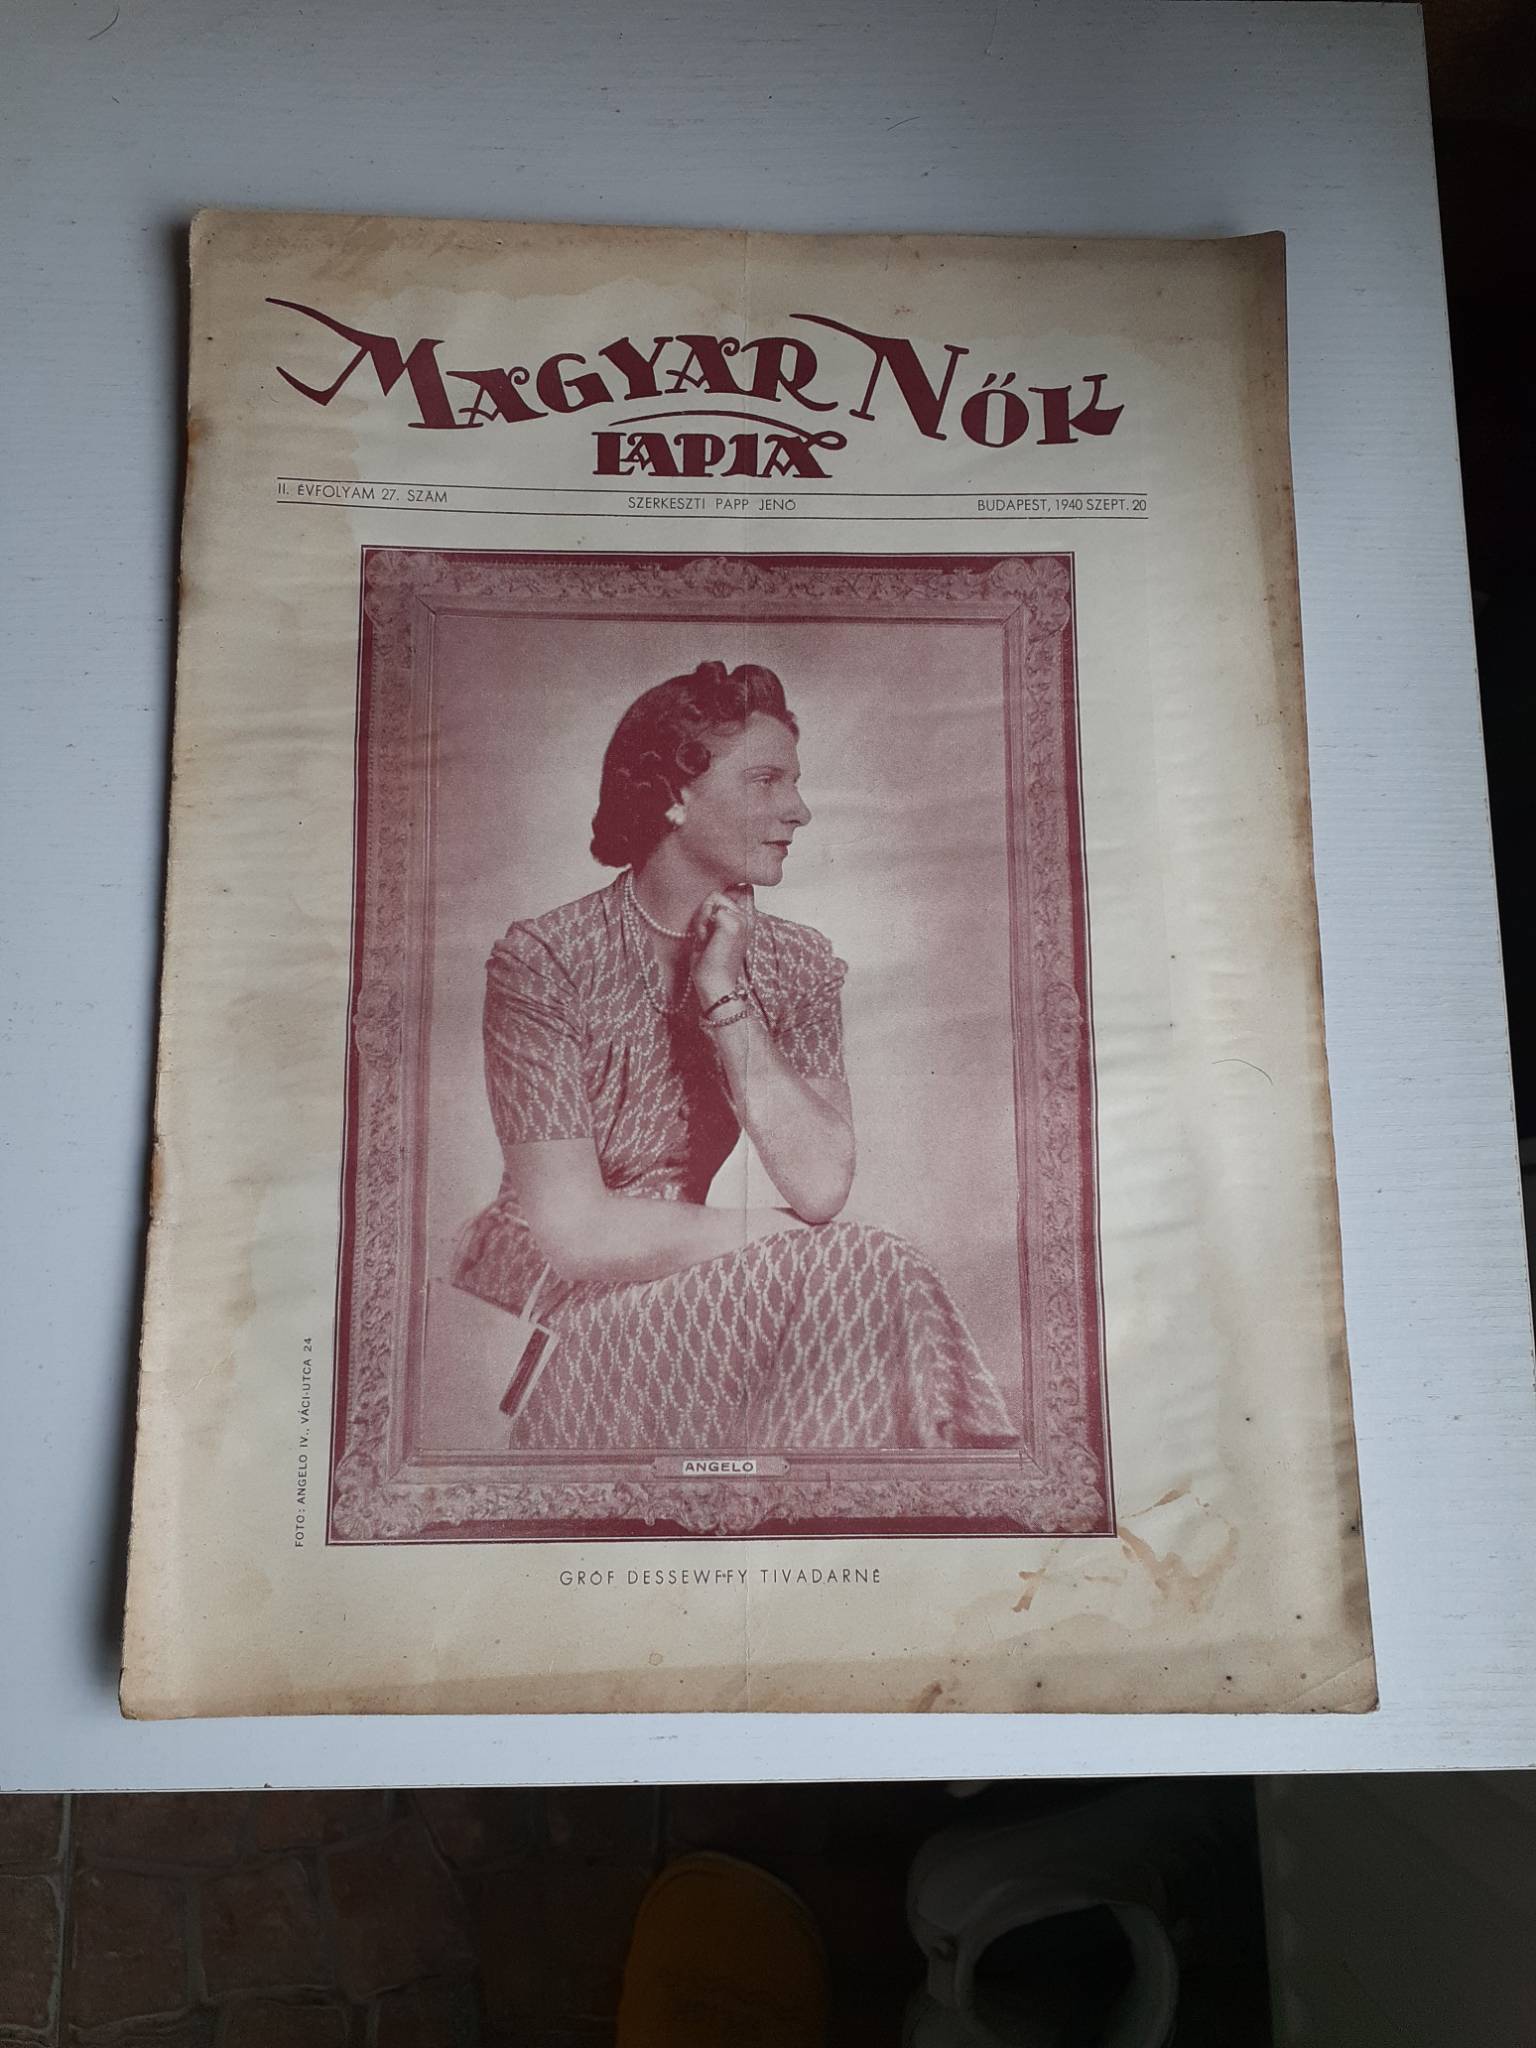 MAGYAR NŐK
LAPJA
II. ÉVFOLYAM 27. SZÁM SZERKESZTI PAPP JENŐ BUDAPEST, 1940 SZEPT. 20
FOTO: ANGELO IV., VÁCI-UTCA 24
ANGELO
GRÓF DESSEWFFY TIVADARNÉ